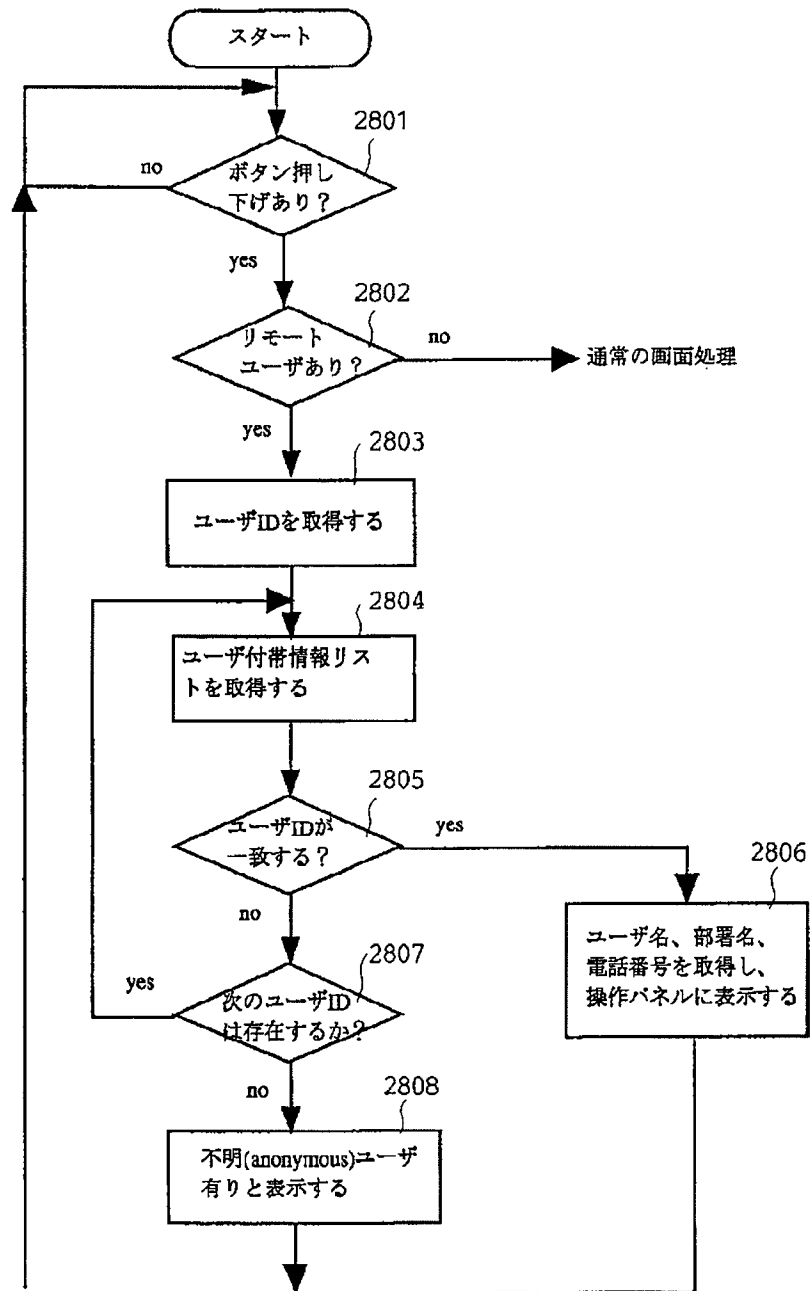 スタート
2801
ボタン押し
下げあり？
no
yes
2802
リモート
ユーザあり？
no
通常の画面処理
yes
2803
ユーザIDを取得する
2804
ユーザ付帯情報リス
トを取得する
2805
ユーザIDが
一致する？
yes
2806
ユーザ名、部署名、
電話番号を取得し、
操作パネルに表示する
no
2807
次のユーザID
は存在するか？
yes
no
2808
不明(anonymous)ユーザ
有りと表示する